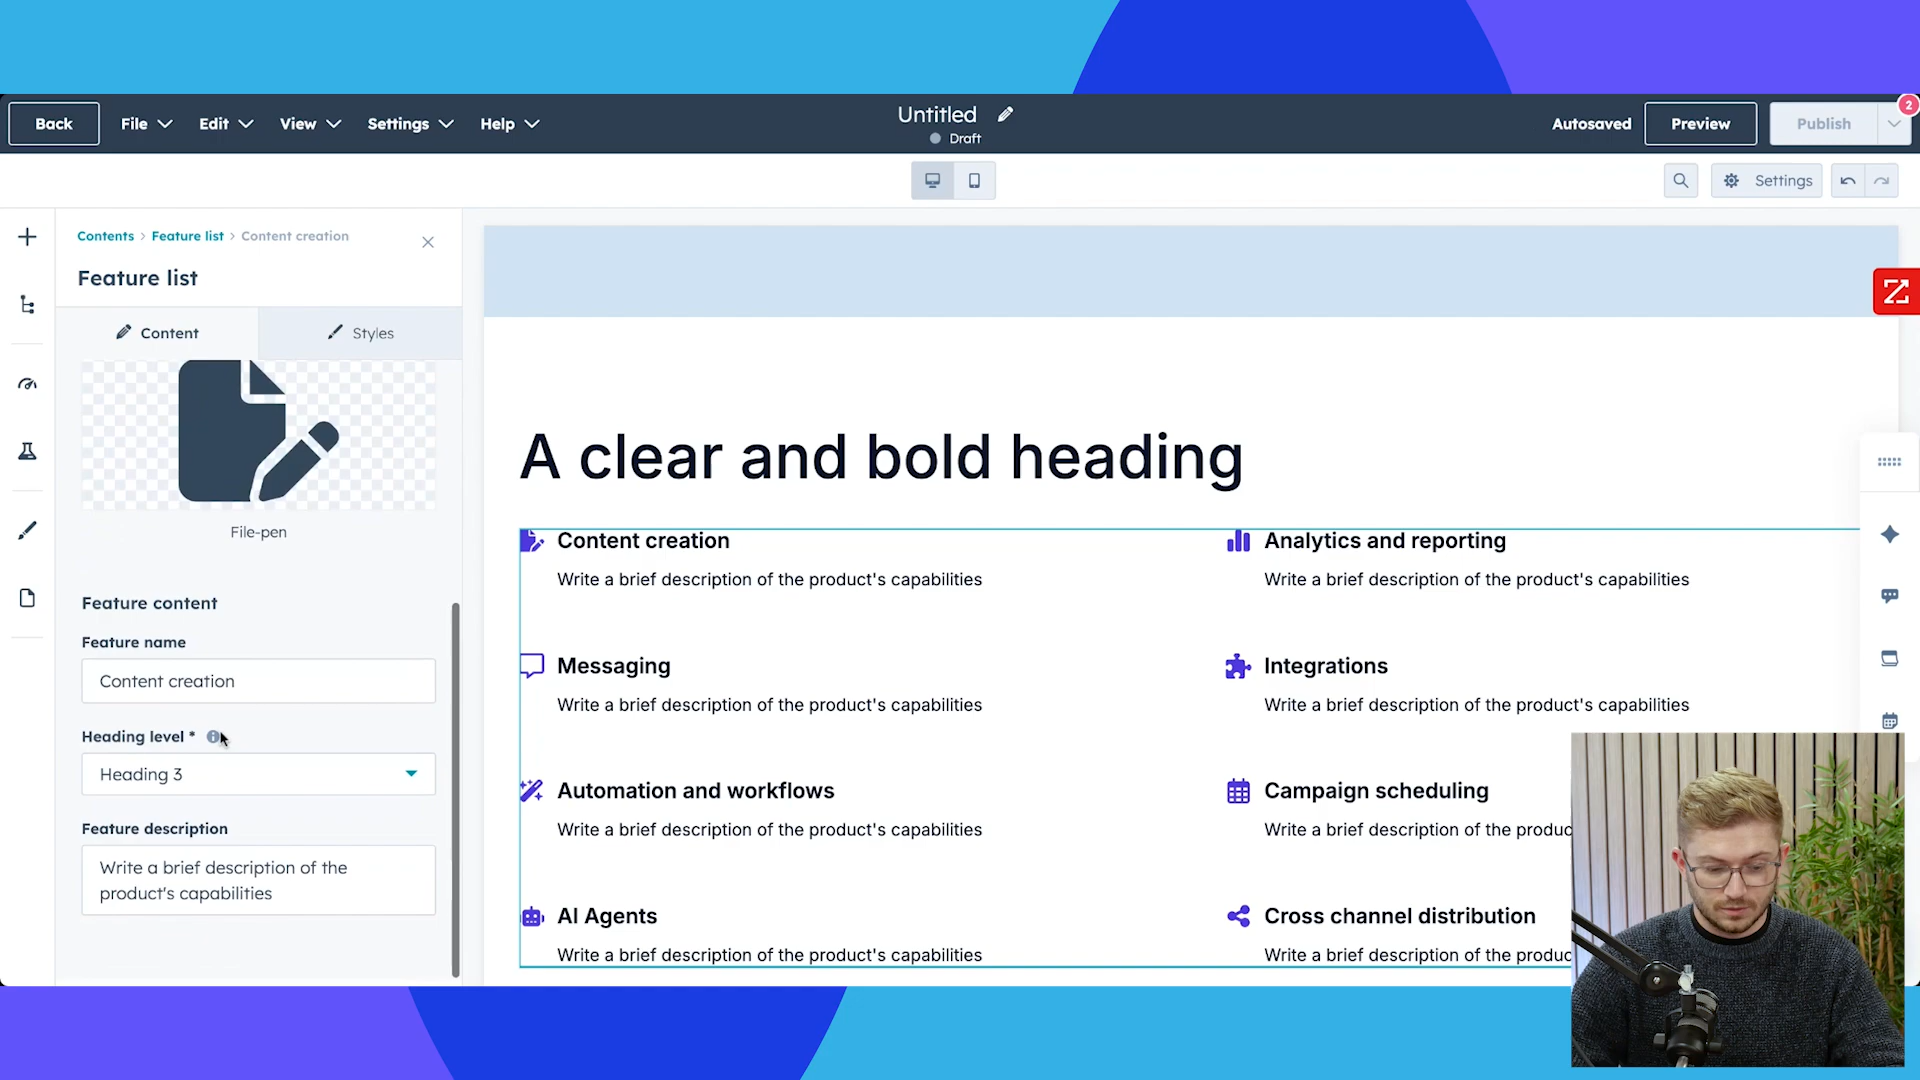 Back
File
Edit
View
Settings
Help
Untitled
Draft
Autosaved
Preview
Publish
2
Settings
Contents › Feature list › Content creation
Feature list
Content
Styles
File-pen
Feature content
Feature name
Content creation
Heading level *
Heading 3
Feature description
Write a brief description of the
product's capabilities
A clear and bold heading
Content creation
Write a brief description of the product's capabilities
Analytics and reporting
Write a brief description of the product's capabilities
Messaging
Write a brief description of the product's capabilities
Integrations
Write a brief description of the product's capabilities
Automation and workflows
Write a brief description of the product's capabilities
Campaign scheduling
Write a brief description of the produc
AI Agents
Write a brief description of the product's capabilities
Cross channel distribution
Write a brief description of the produc